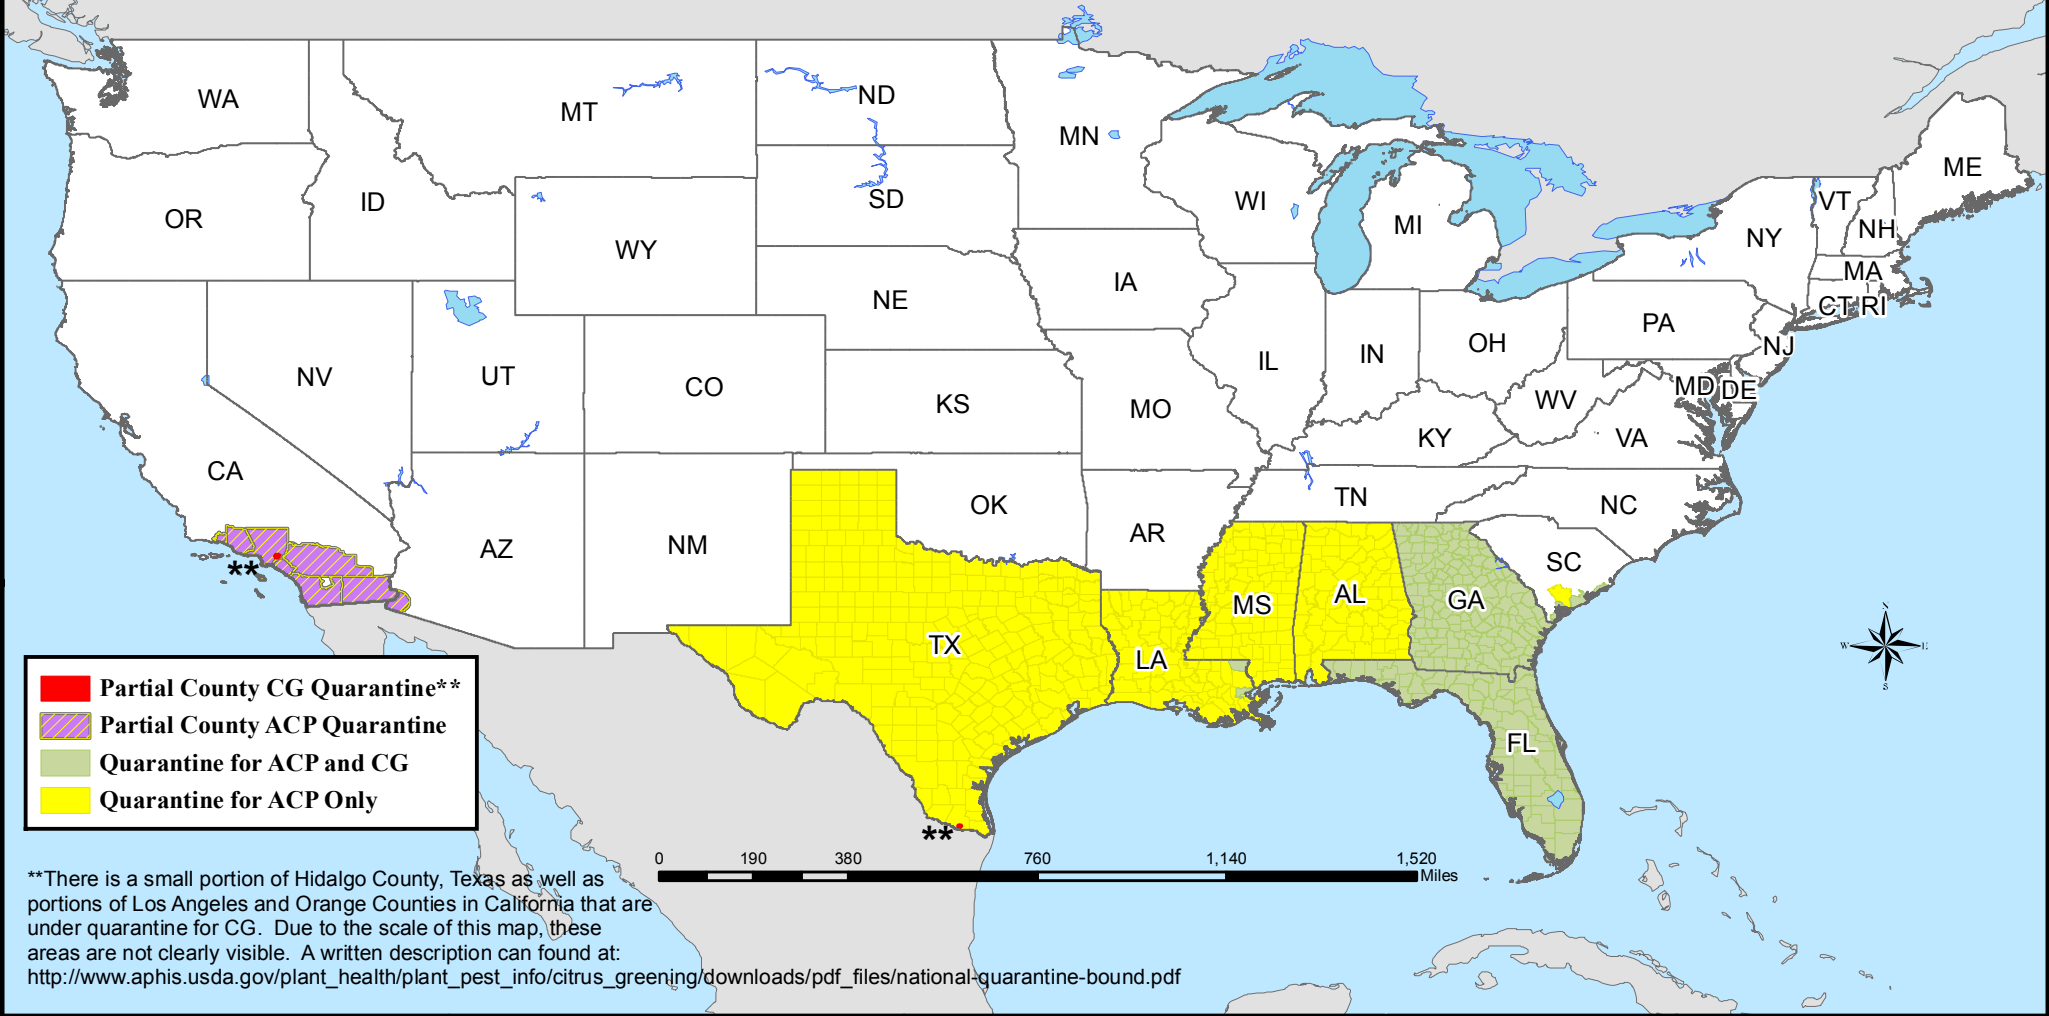 WA
MT
ND
MN
ME
OR
ID
SD
WI
MI
VT
NH
NY
WY
MA
IA
NE
CT RI
PA
OH
NJ
NV
UT
CO
IL
IN
MD DE
KS
MO
WV
KY
VA
CA
TN
OK
NC
AZ
NM
AR
SC
**
MS
AL
GA
TX
LA
FL
N
W
E
S
Partial County CG Quarantine**
Partial County ACP Quarantine
Quarantine for ACP and CG
Quarantine for ACP Only
**
0 190 380 760 1,140 1,520
Miles
**There is a small portion of Hidalgo County, Texas as well as
portions of Los Angeles and Orange Counties in California that are
under quarantine for CG. Due to the scale of this map, these
areas are not clearly visible. A written description can found at:
http://www.aphis.usda.gov/plant_health/plant_pest_info/citrus_greening/downloads/pdf_files/national-quarantine-bound.pdf